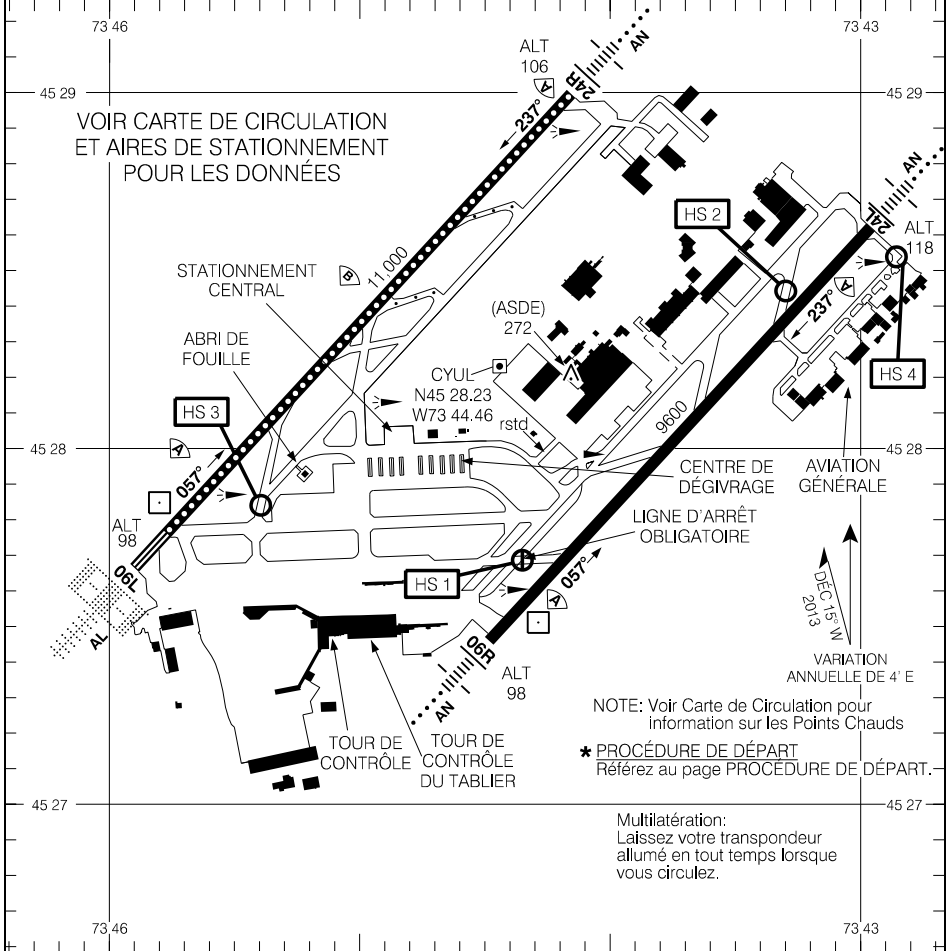 73 46
73 43
ALT
106
AN
24R
45 29
45 29
237°
A
VOIR CARTE DE CIRCULATION
ET AIRES DE STATIONNEMENT
POUR LES DONNÉES
AN
HS 2
24L
ALT
118
STATIONNEMENT
CENTRAL
B
11,000
237°
A
(ASDE)
272
ABRI DE
FOUILLE
CYUL
N45 28.23
W73 44.46
rstd
HS 4
HS 3
9600
45 28
45 28
A
057°
CENTRE DE
DÉGIVRAGE
AVIATION
GÉNÉRALE
LIGNE D'ARRÊT
OBLIGATOIRE
ALT
98
06L
HS 1
057°
A
DÉC 15° W
2013
AL
06R
ALT
98
VARIATION
ANNUELLE DE 4' E
AN
NOTE: Voir Carte de Circulation pour
information sur les Points Chauds
TOUR DE
CONTRÔLE
TOUR DE
CONTRÔLE
DU TABLIER
* PROCÉDURE DE DÉPART
Référez au page PROCÉDURE DE DÉPART.
45 27
45 27
Multilatération:
Laissez votre transpondeur
allumé en tout temps lorsque
vous circulez.
73 46
73 43